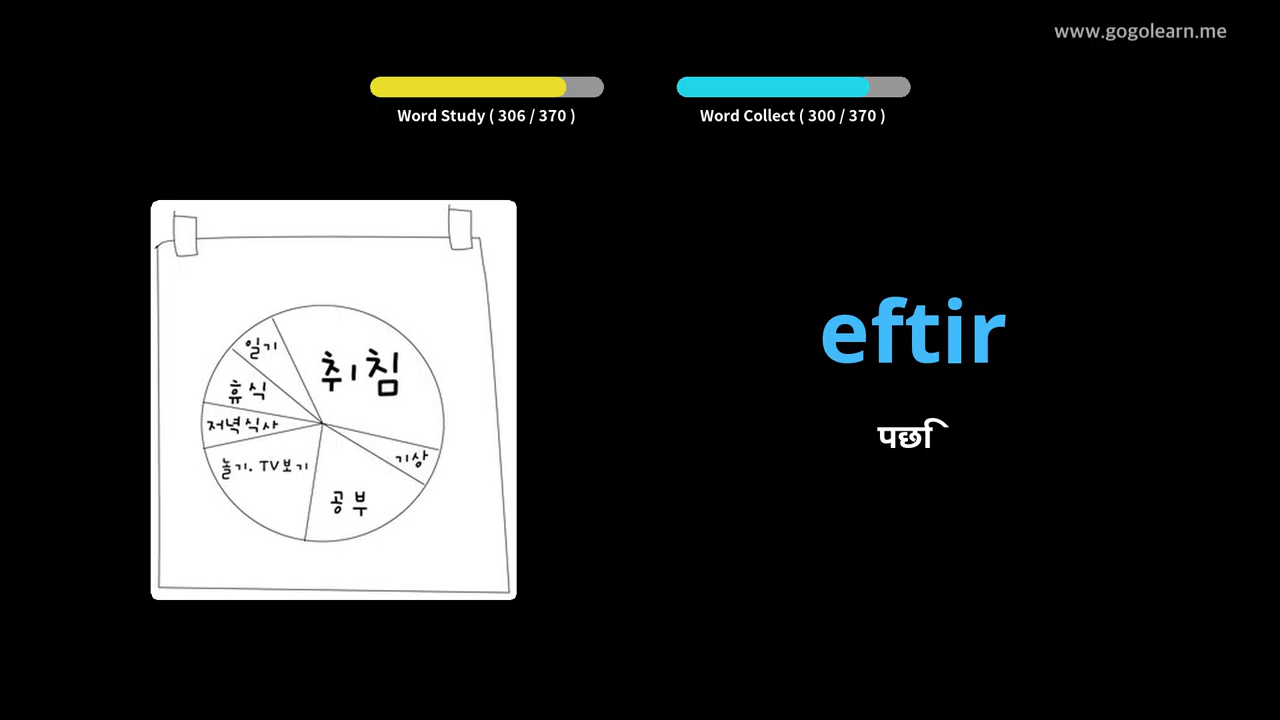 www.gogolearn.me
Word Study ( 306 / 370 )
Word Collect ( 300 / 370 )
일기
취침
휴식
저녁식사
놀기. TV보기
기상
공부
eftir
पछि